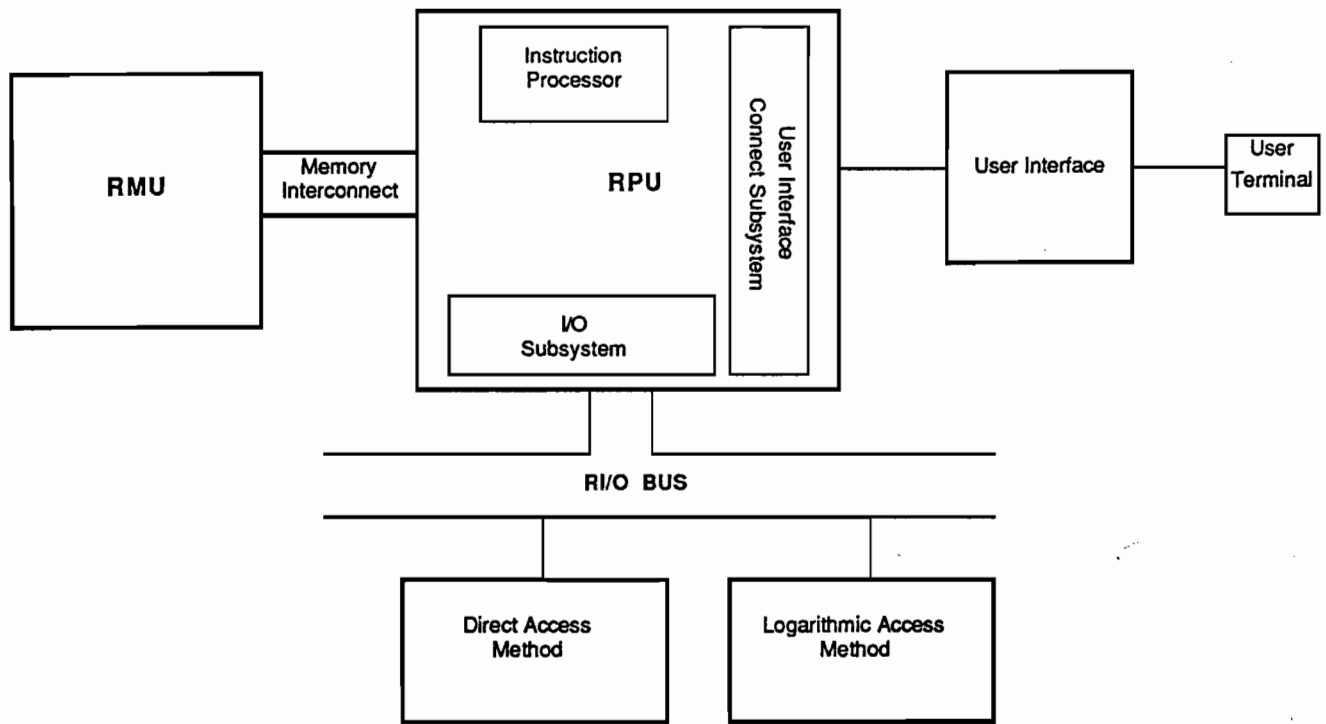 Instruction
Processor
User Interface
Connect Subsystem
RMU
Memory
Interconnect
RPU
User Interface
User
Terminal
I/O
Subsystem
RI/O BUS
Direct Access
Method
Logarithmic Access
Method